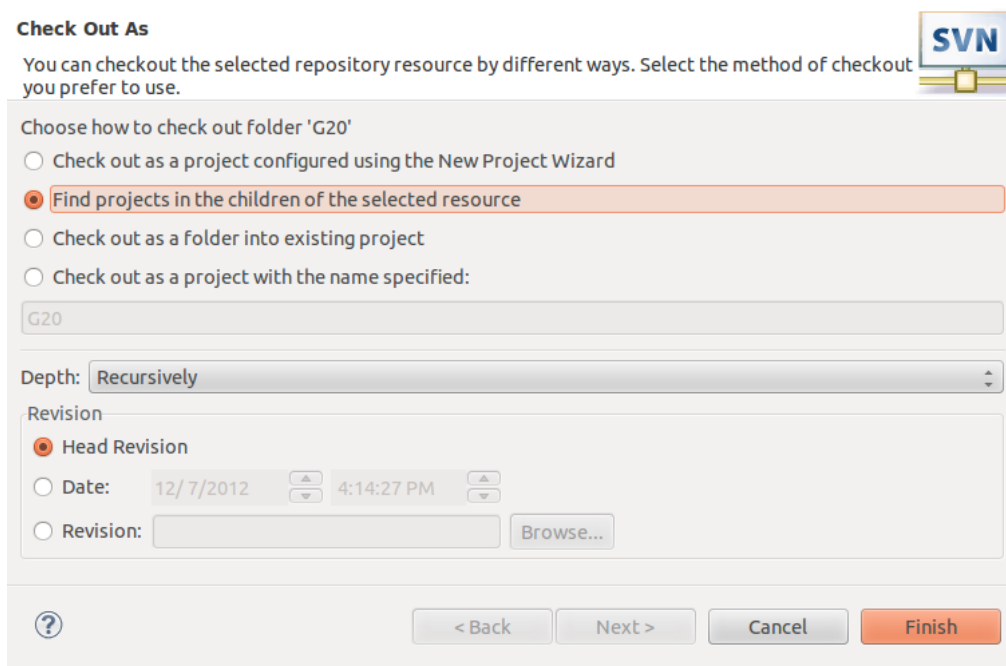 Check Out As
SVN
You can checkout the selected repository resource by different ways. Select the method of checkout
you prefer to use.
Choose how to check out folder 'G20'
Check out as a project configured using the New Project Wizard
Find projects in the children of the selected resource
Check out as a folder into existing project
Check out as a project with the name specified:
G20
Depth: Recursively
Revision
Head Revision
Date: 12/ 7/2012 4:14:27 PM
Revision: Browse...
? < Back Next > Cancel Finish